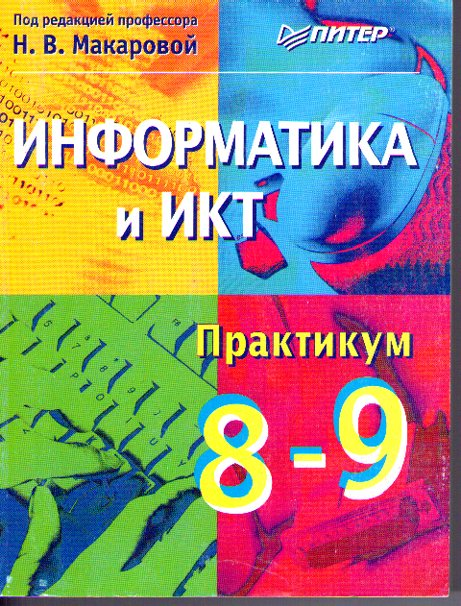 Под редакцией профессора
Н. В. Макаровой
ПИТЕР®
ИНФОРМАТИКА
и ИКТ
Практикум
8-9